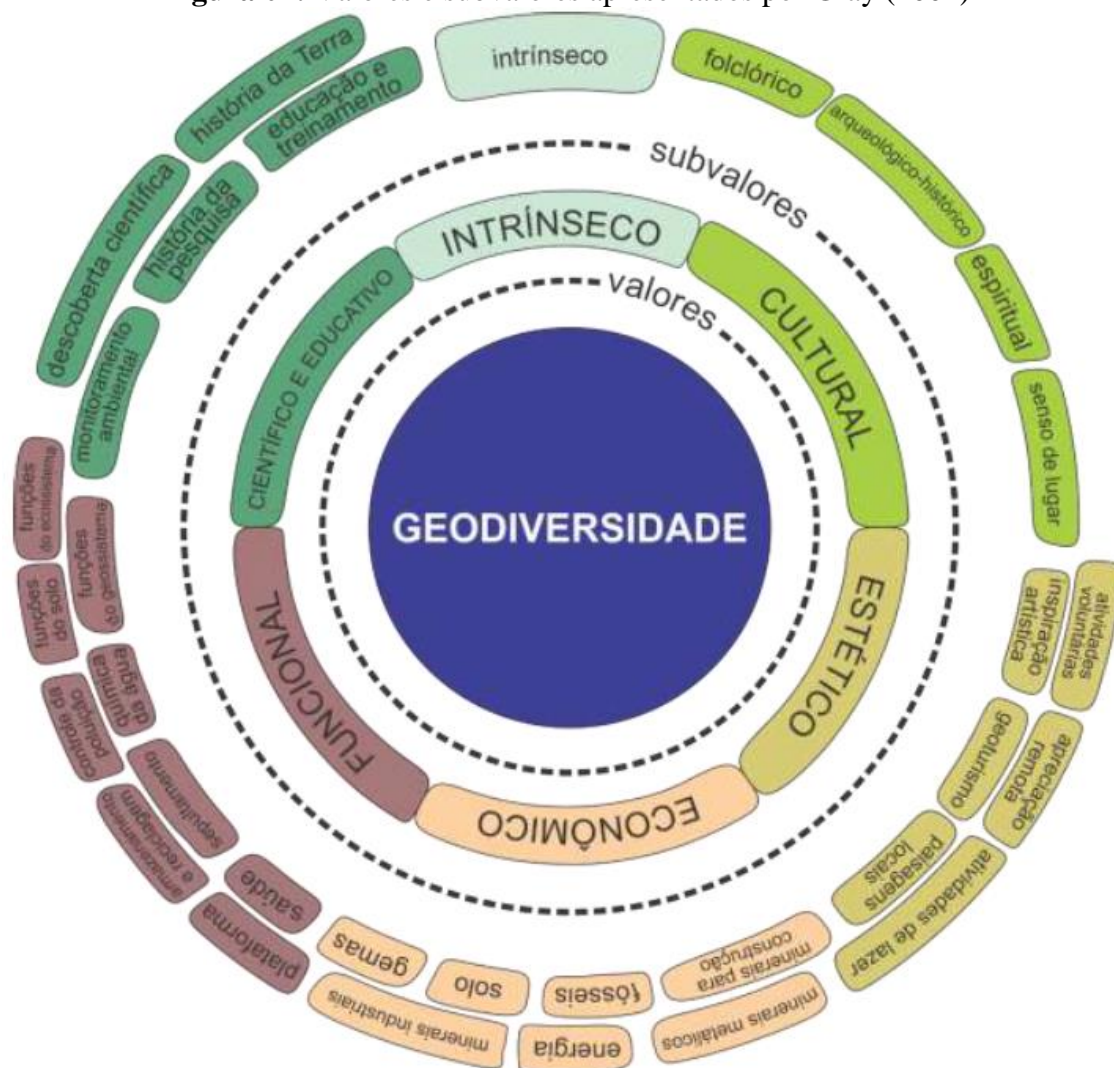 Valores e subvalores apresentados por Gray
intrínseco
folclórico
arqueológico-histórico
espiritual
senso de lugar
atividades
voluntárias
inspiração
artística
apreciação
remota
geoturismo
atividades de lazer
paisagens
locais
minerais para
construção
minerais metálicos
fósseis
energia
solo
minerais industriais
gemas
plataforma
saúde
armazenamento
e reciclagem
sepultamento
controle da
poluição
química
da água
funções
do solo
funções
do geossistema
funções
do ecossistema
monitoramento
ambiental
descoberta científica
história da
pesquisa
história da Terra
educação e
treinamento
subvalores
INTRÍNSECO
CULTURAL
ESTÉTICO
ECONÔMICO
FUNCIONAL
CIENTÍFICO E EDUCATIVO
valores
GEODIVERSIDADE